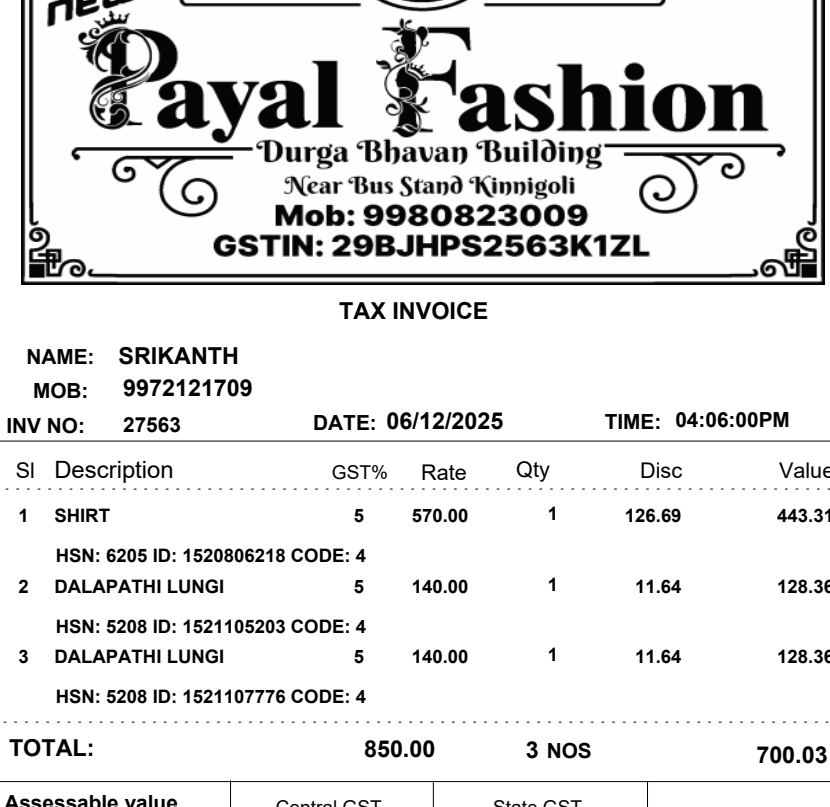 new
Payal Fashion
Durga Bhavan Building
Near Bus Stand Kinnigoli
Mob: 9980823009
GSTIN: 29BJHPS2563K1ZL
TAX INVOICE
NAME: SRIKANTH
MOB: 9972121709
INV NO: 27563 DATE: 06/12/2025 TIME: 04:06:00PM
Sl Description GST% Rate Qty Disc Value
1 SHIRT 5 570.00 1 126.69 443.31
HSN: 6205 ID: 1520806218 CODE: 4
2 DALAPATHI LUNGI 5 140.00 1 11.64 128.36
HSN: 5208 ID: 1521105203 CODE: 4
3 DALAPATHI LUNGI 5 140.00 1 11.64 128.36
HSN: 5208 ID: 1521107776 CODE: 4
TOTAL: 850.00 3 NOS 700.03
Assessable value Central GST State GST